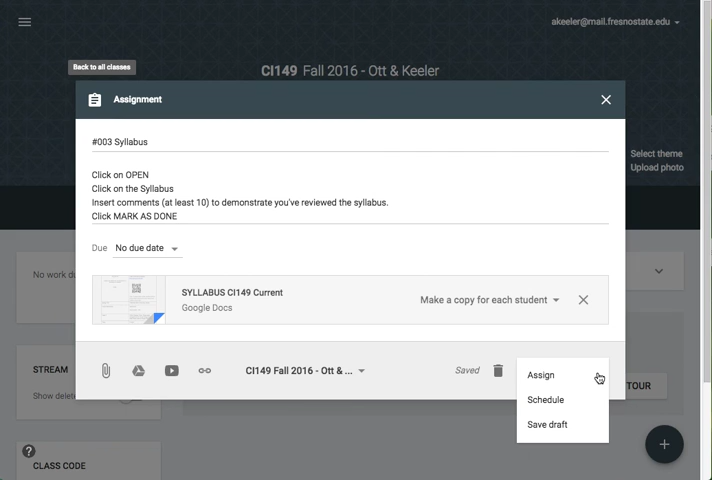 akeeler@mail.fresnostate.edu
Back to all classes
CI149 Fall 2016 - Ott & Keeler
Assignment
#003 Syllabus
Select theme
Upload photo
Click on OPEN
Click on the Syllabus
Insert comments (at least 10) to demonstrate you've reviewed the syllabus.
Click MARK AS DONE
Due No due date
No work du
SYLLABUS CI149 Current
Google Docs
Make a copy for each student
STREAM
Show delete
CI149 Fall 2016 - Ott & ...
Saved
Assign
Schedule
Save draft
TOUR
?
CLASS CODE